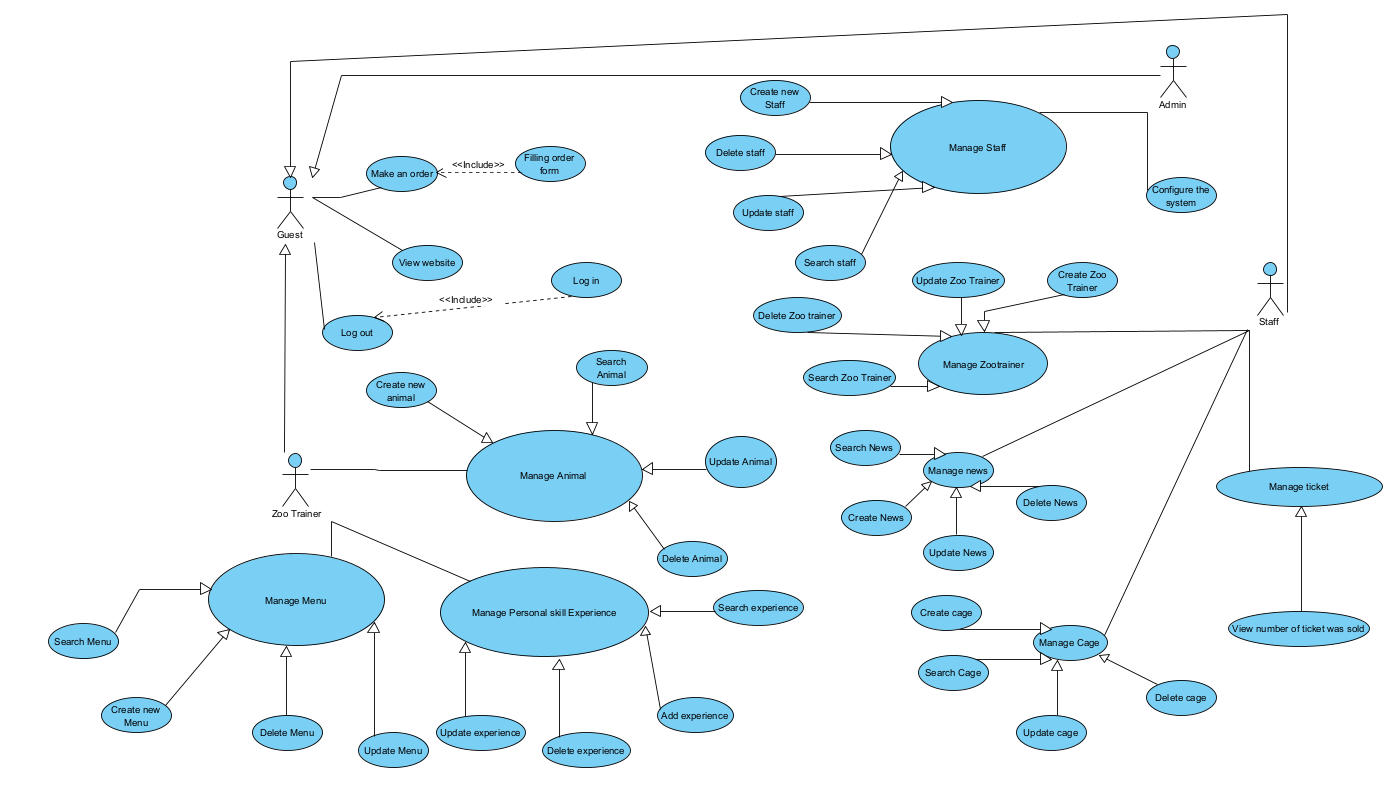 Admin
Create new
Staff
Manage Staff
Delete staff
<<Include>>
Filling order
form
Make an order
Configure the
system
Update staff
Guest
View website
Search staff
Log in
Update Zoo Trainer
Create Zoo
Trainer
<<Include>>
Delete Zoo trainer
Staff
Log out
Search
Animal
Manage Zootrainer
Search Zoo Trainer
Create new
animal
Search News
Update Animal
Manage Animal
Manage news
Manage ticket
Delete News
Zoo Trainer
Create News
Update News
Delete Animal
Manage Menu
Manage Personal skill Experience
Search experience
Create cage
View number of ticket was sold
Search Menu
Manage Cage
Search Cage
Delete cage
Create new
Menu
Add experience
Delete Menu
Update experience
Update cage
Update Menu
Delete experience